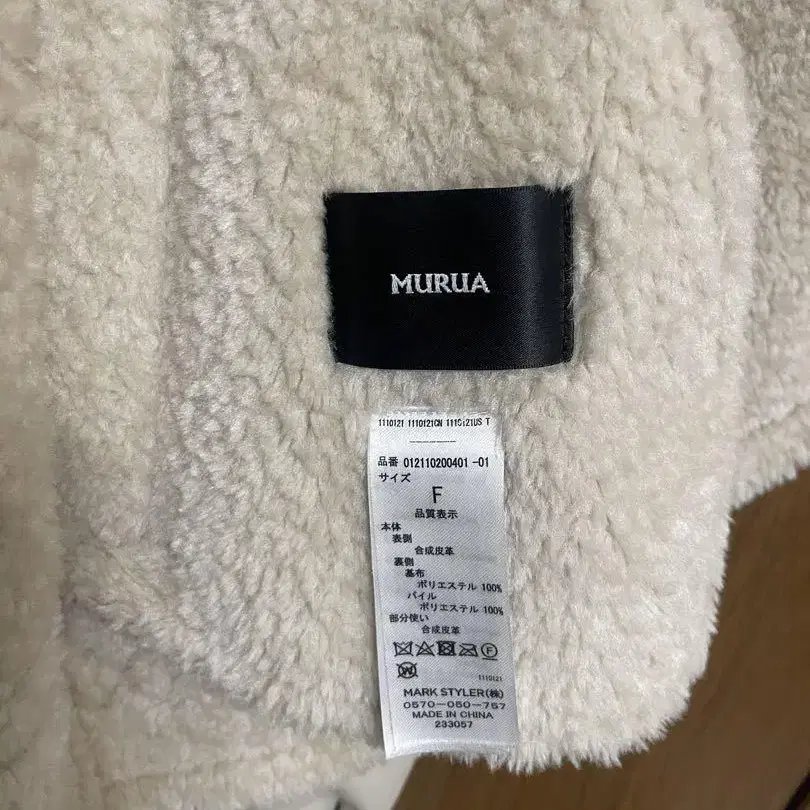 MURUA
1110121 1110121CN 1110121US T
品番 012110200401 -01
サイズ
F
品質表示
本体
表側
合成皮革
裏側
基布
ポリエステル 100%
パイル
ポリエステル 100%
部分使い
合成皮革
F
W
1110121
MARK STYLER(株)
0570-050-757
MADE IN CHINA
233057